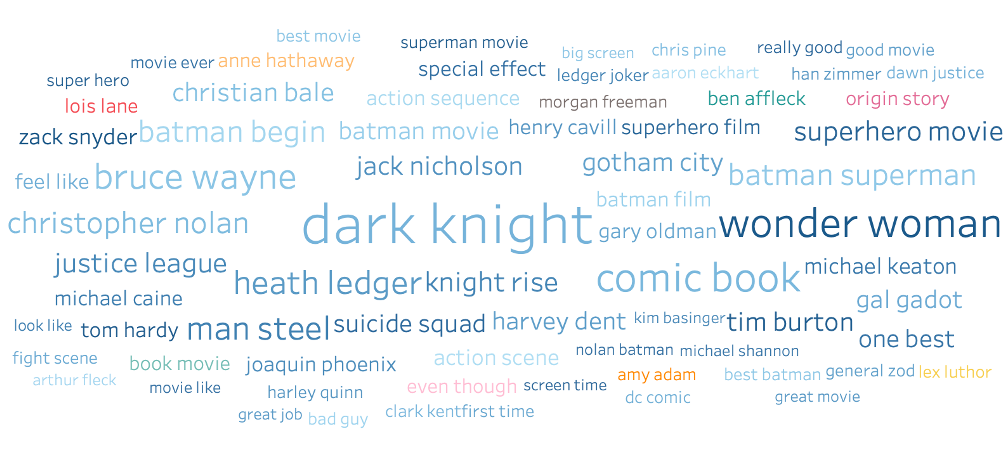 best movie
superman movie
big screen
chris pine
really good
good movie
movie ever
anne hathaway
special effect
ledger joker
aaron eckhart
han zimmer
dawn justice
super hero
lois lane
christian bale
action sequence
morgan freeman
ben affleck
origin story
zack snyder
batman begin
batman movie
henry cavill
superhero film
superhero movie
feel like
bruce wayne
jack nicholson
gotham city
batman superman
batman film
christopher nolan
dark knight
gary oldman
wonder woman
justice league
heath ledger
knight rise
comic book
michael keaton
michael caine
gal gadot
look like
tom hardy
man steel
suicide squad
harvey dent
kim basinger
tim burton
one best
fight scene
book movie
joaquin phoenix
action scene
nolan batman
michael shannon
arthur fleck
movie like
harley quinn
even though
screen time
amy adam
best batman
general zod
lex luthor
dc comic
great movie
great job
bad guy
clark kent
first time